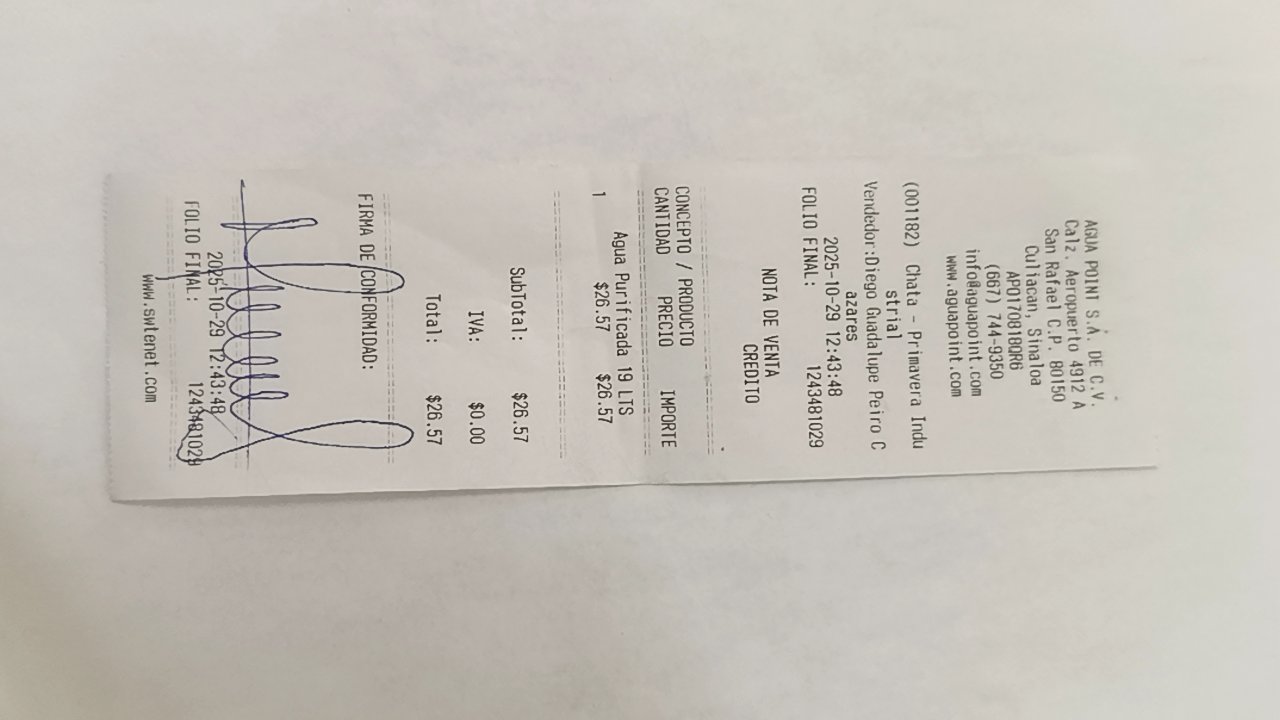 AGUA POINT S.A. DE C.V.
Calz. Aeropuerto 4912 A
San Rafael C.P. 80150
Culiacan, Sinaloa
APO170818QR6
(667) 744-9350
info@aguapoint.com
www.aguapoint.com
(001182) Chata - Primavera Indu
strial
Vendedor:Diego Guadalupe Peiro C
azares
2025-10-29 12:43:48
FOLIO FINAL: 1243481029
NOTA DE VENTA
CREDITO
CONCEPTO / PRODUCTO
CANTIDAD PRECIO IMPORTE
Agua Purificada 19 LTS
1 $26.57 $26.57
SubTotal: $26.57
IVA: $0.00
Total: $26.57
FIRMA DE CONFORMIDAD:
2025-10-29 12:43:48
FOLIO FINAL: 1243481029
www.swtenet.com